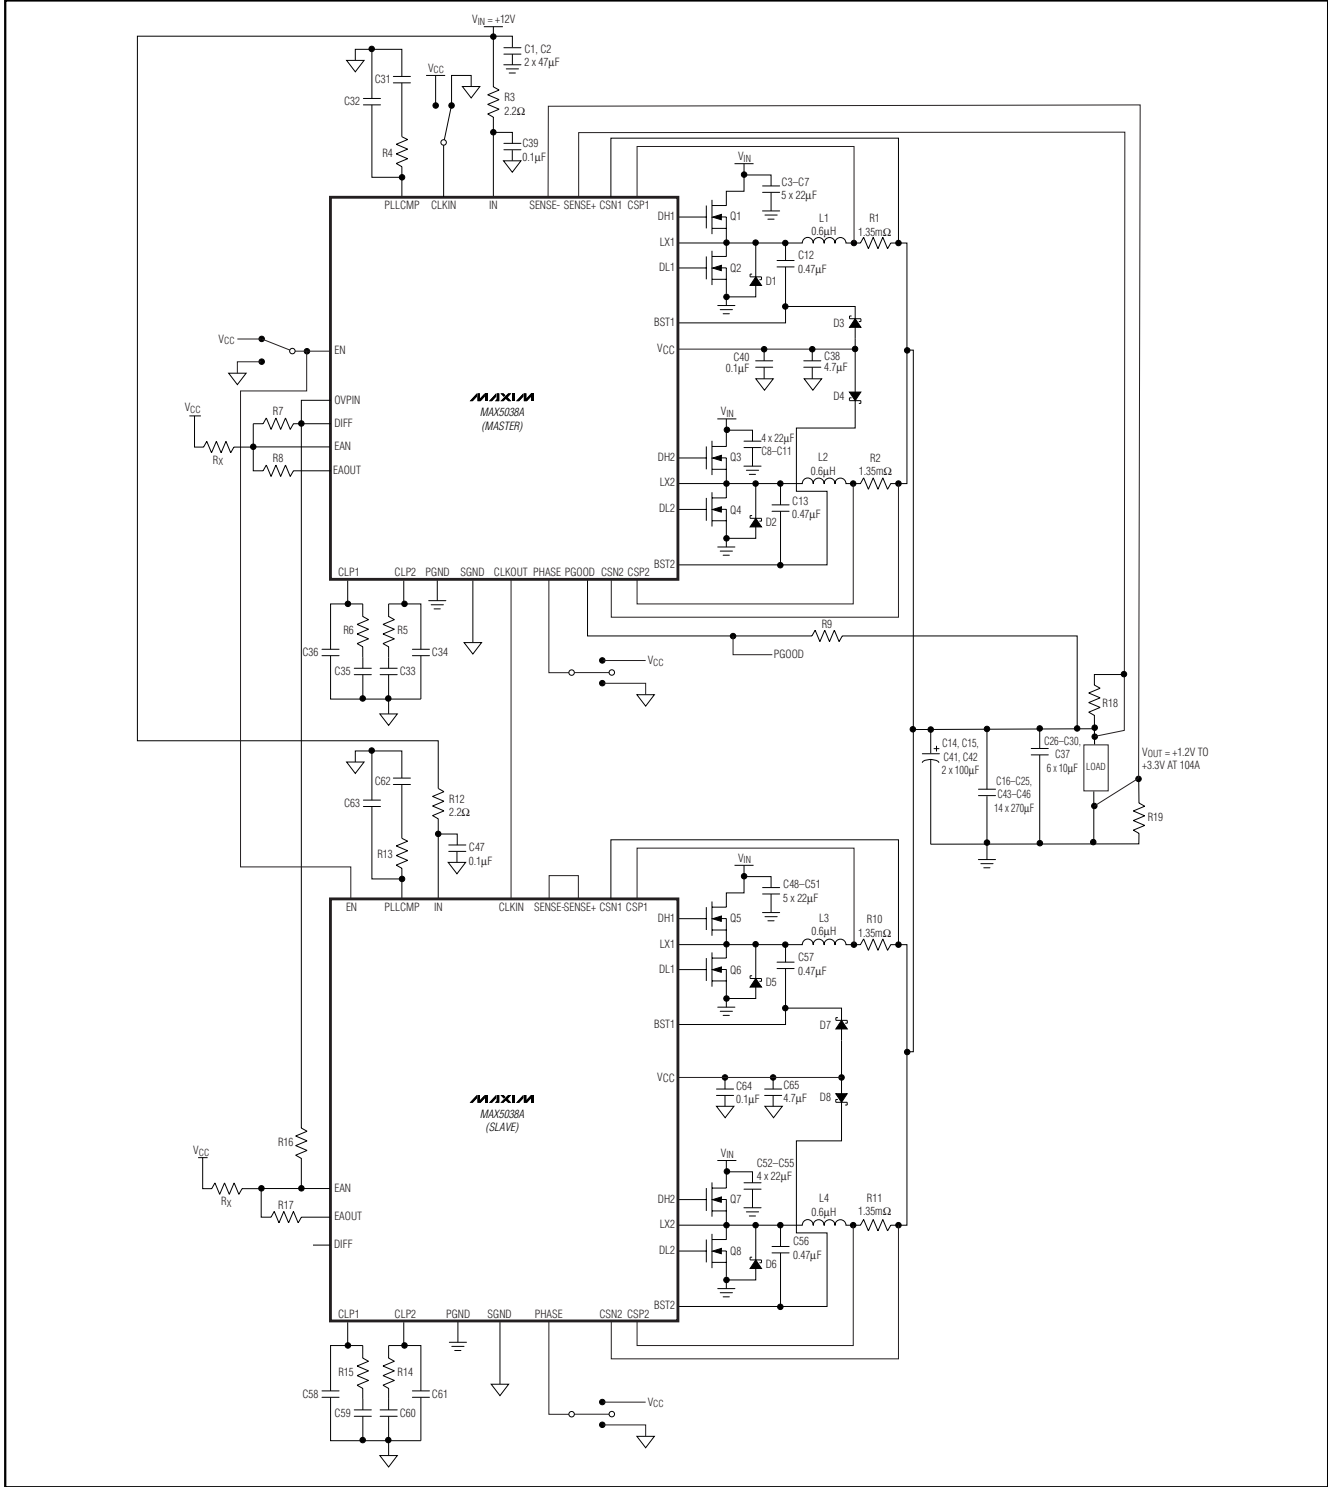 VIN = +12V
C1, C2
2 x 47µF
C31
C32
R4
VCC
R3
2.2Ω
C39
0.1µF
PLLCMP
CLKIN
IN
SENSE-
SENSE+
CSN1
CSP1
VIN
C3–C7
5 x 22µF
DH1
Q1
LX1
L1
0.6µH
R1
1.35mΩ
C12
0.47µF
DL1
Q2
D1
BST1
D3
VCC
EN
VCC
C40
0.1µF
C38
4.7µF
D4
OVPIN
DIFF
EAN
EAOUT
VCC
R7
RX
R8
MAXIM
MAX5038A
(MASTER)
VIN
4 x 22µF
C8–C11
DH2
Q3
LX2
L2
0.6µH
R2
1.35mΩ
DL2
Q4
D2
C13
0.47µF
BST2
CLP1
CLP2
PGND
SGND
CLKOUT
PHASE
PGOOD
CSN2
CSP2
C36
R6
R5
C34
C35
C33
R9
PGOOD
VCC
R18
C14, C15,
C41, C42
2 x 100µF
C16–C25,
C43–C46
14 x 270µF
C26–C30,
C37
6 x 10µF
LOAD
VOUT = +1.2V TO
+3.3V AT 104A
R19
C62
C63
R13
R12
2.2Ω
C47
0.1µF
EN
PLLCMP
IN
CLKIN
SENSE-
SENSE+
CSN1
CSP1
VIN
C48–C51
5 x 22µF
DH1
Q5
LX1
L3
0.6µH
R10
1.35mΩ
C57
0.47µF
DL1
Q6
D5
BST1
D7
VCC
C64
0.1µF
C65
4.7µF
D8
MAXIM
MAX5038A
(SLAVE)
R16
VCC
RX
R17
EAN
EAOUT
DIFF
VIN
C52–C55
4 x 22µF
DH2
Q7
LX2
L4
0.6µH
R11
1.35mΩ
DL2
Q8
D6
C56
0.47µF
BST2
CLP1
CLP2
PGND
SGND
PHASE
CSN2
CSP2
C58
R15
R14
C61
C59
C60
VCC